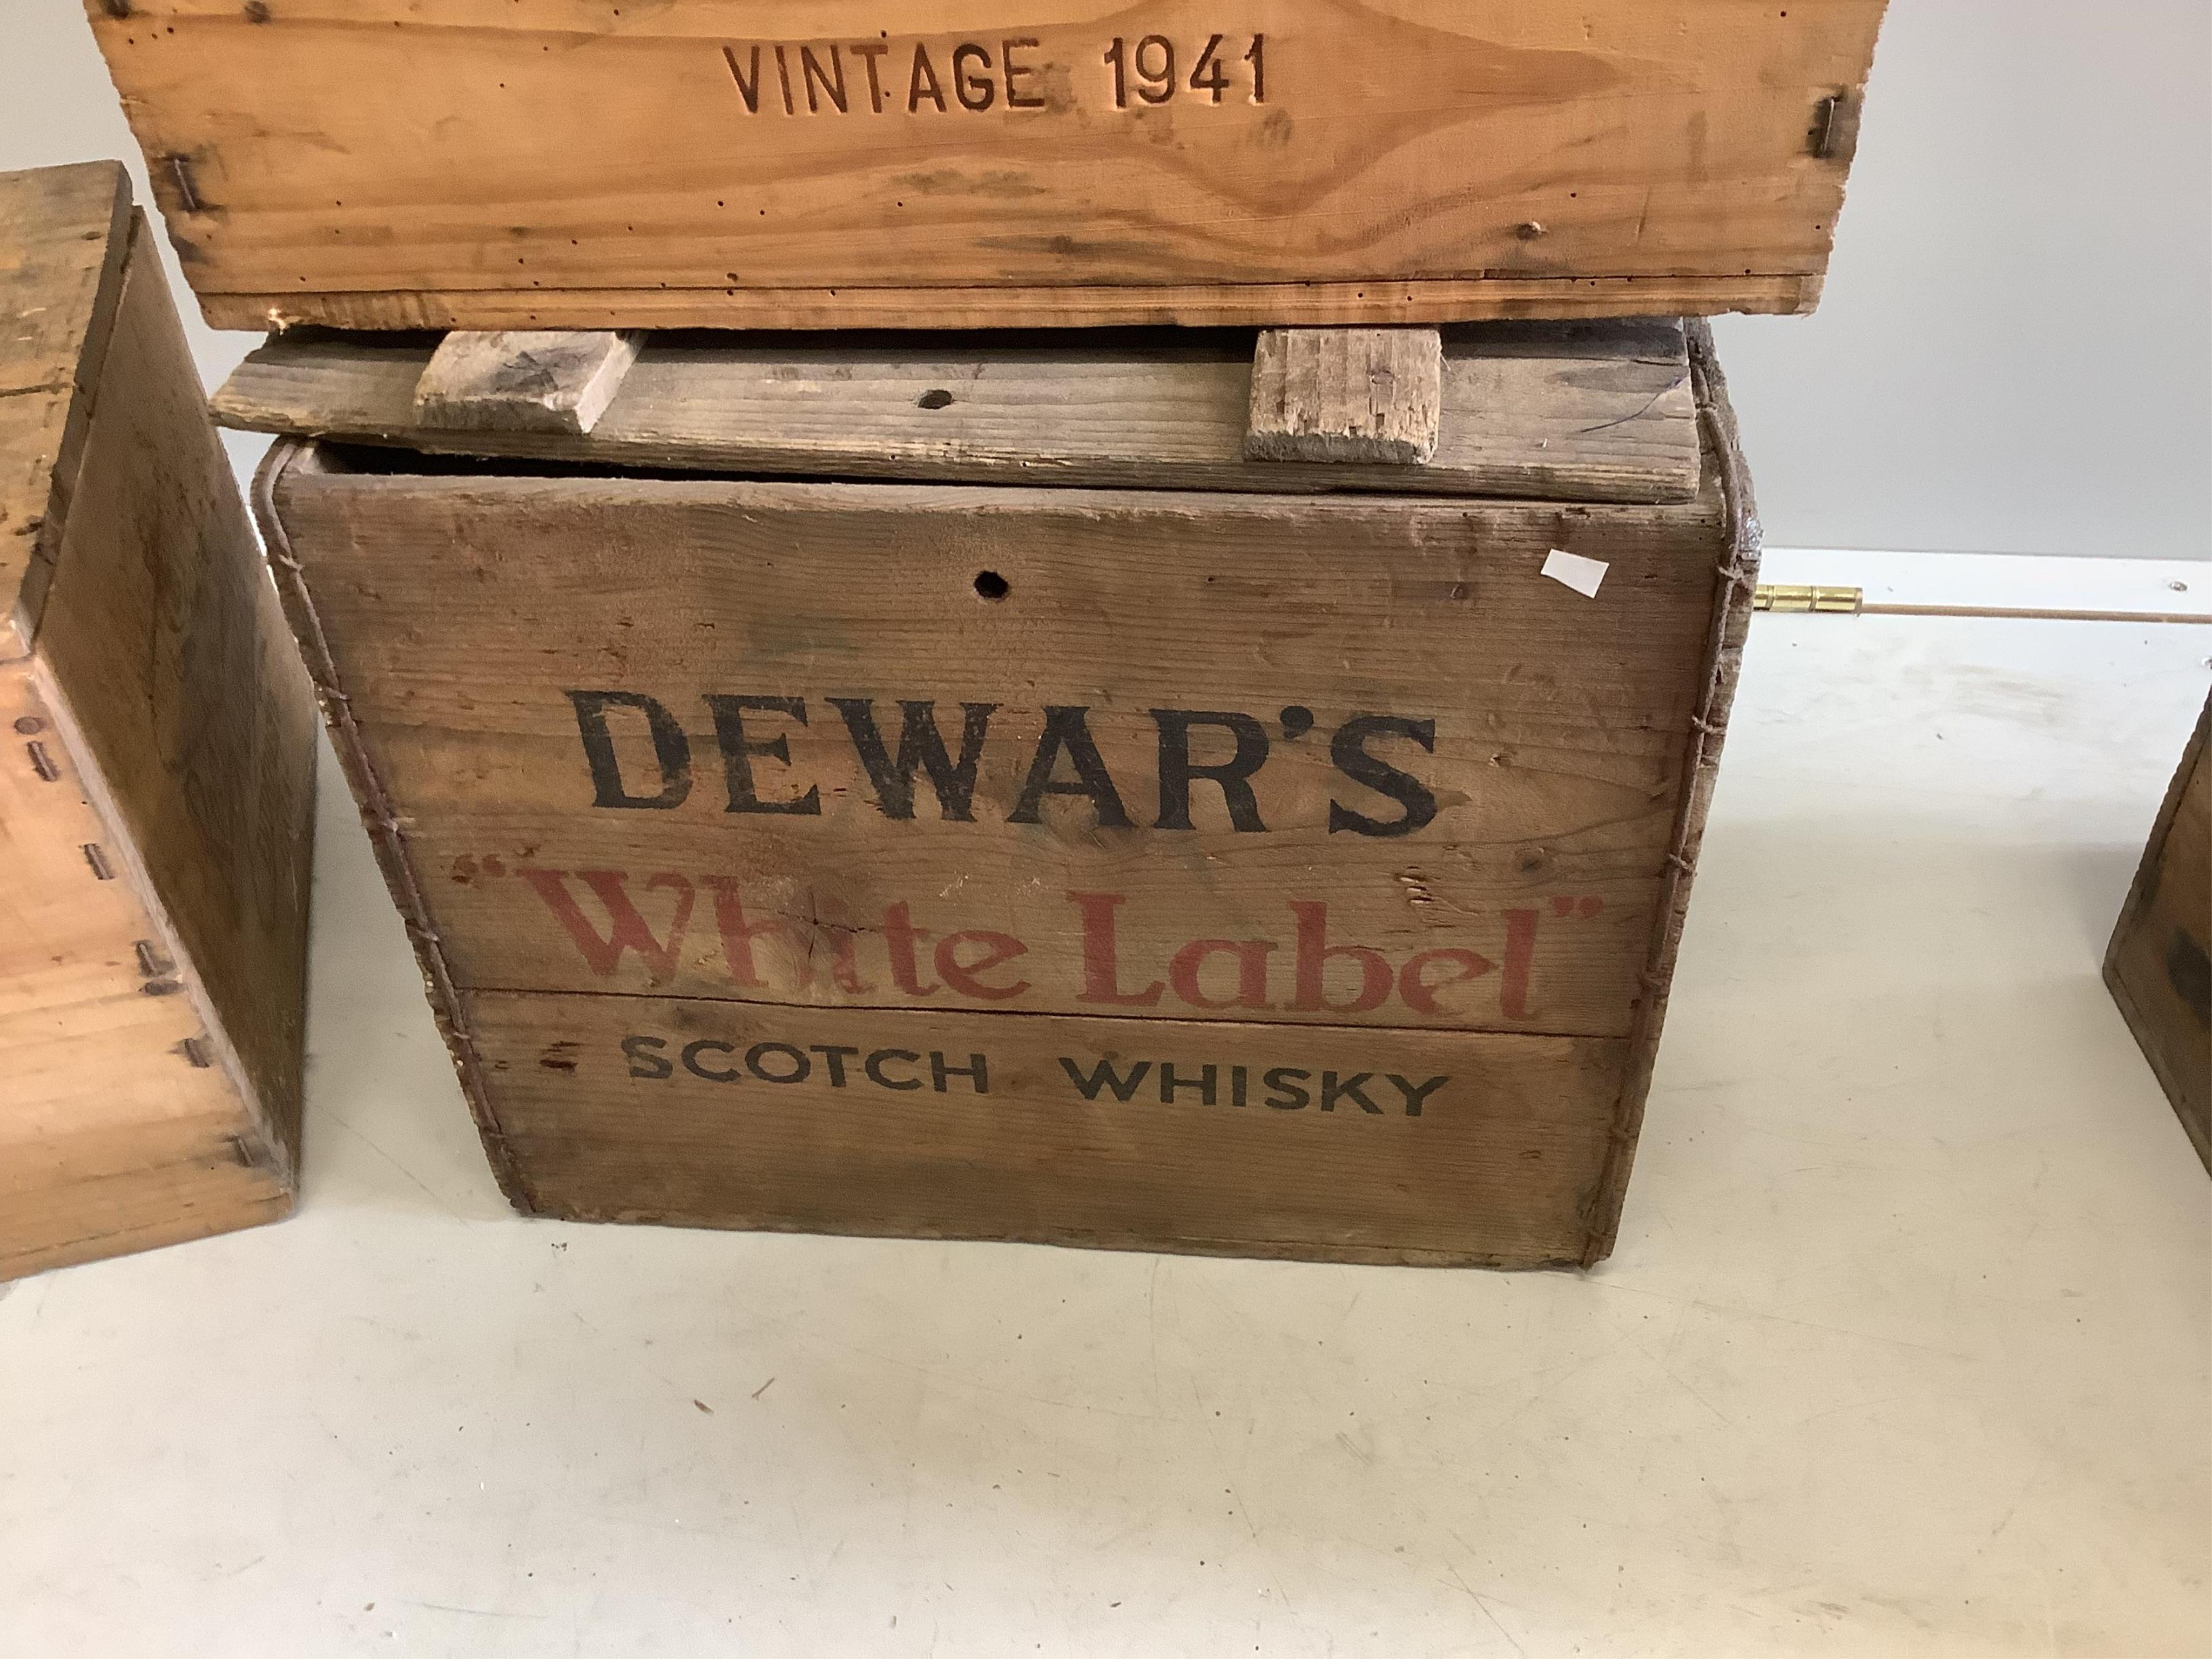 VINTAGE 1941
DEWAR'S
"White Label"
SCOTCH WHISKY